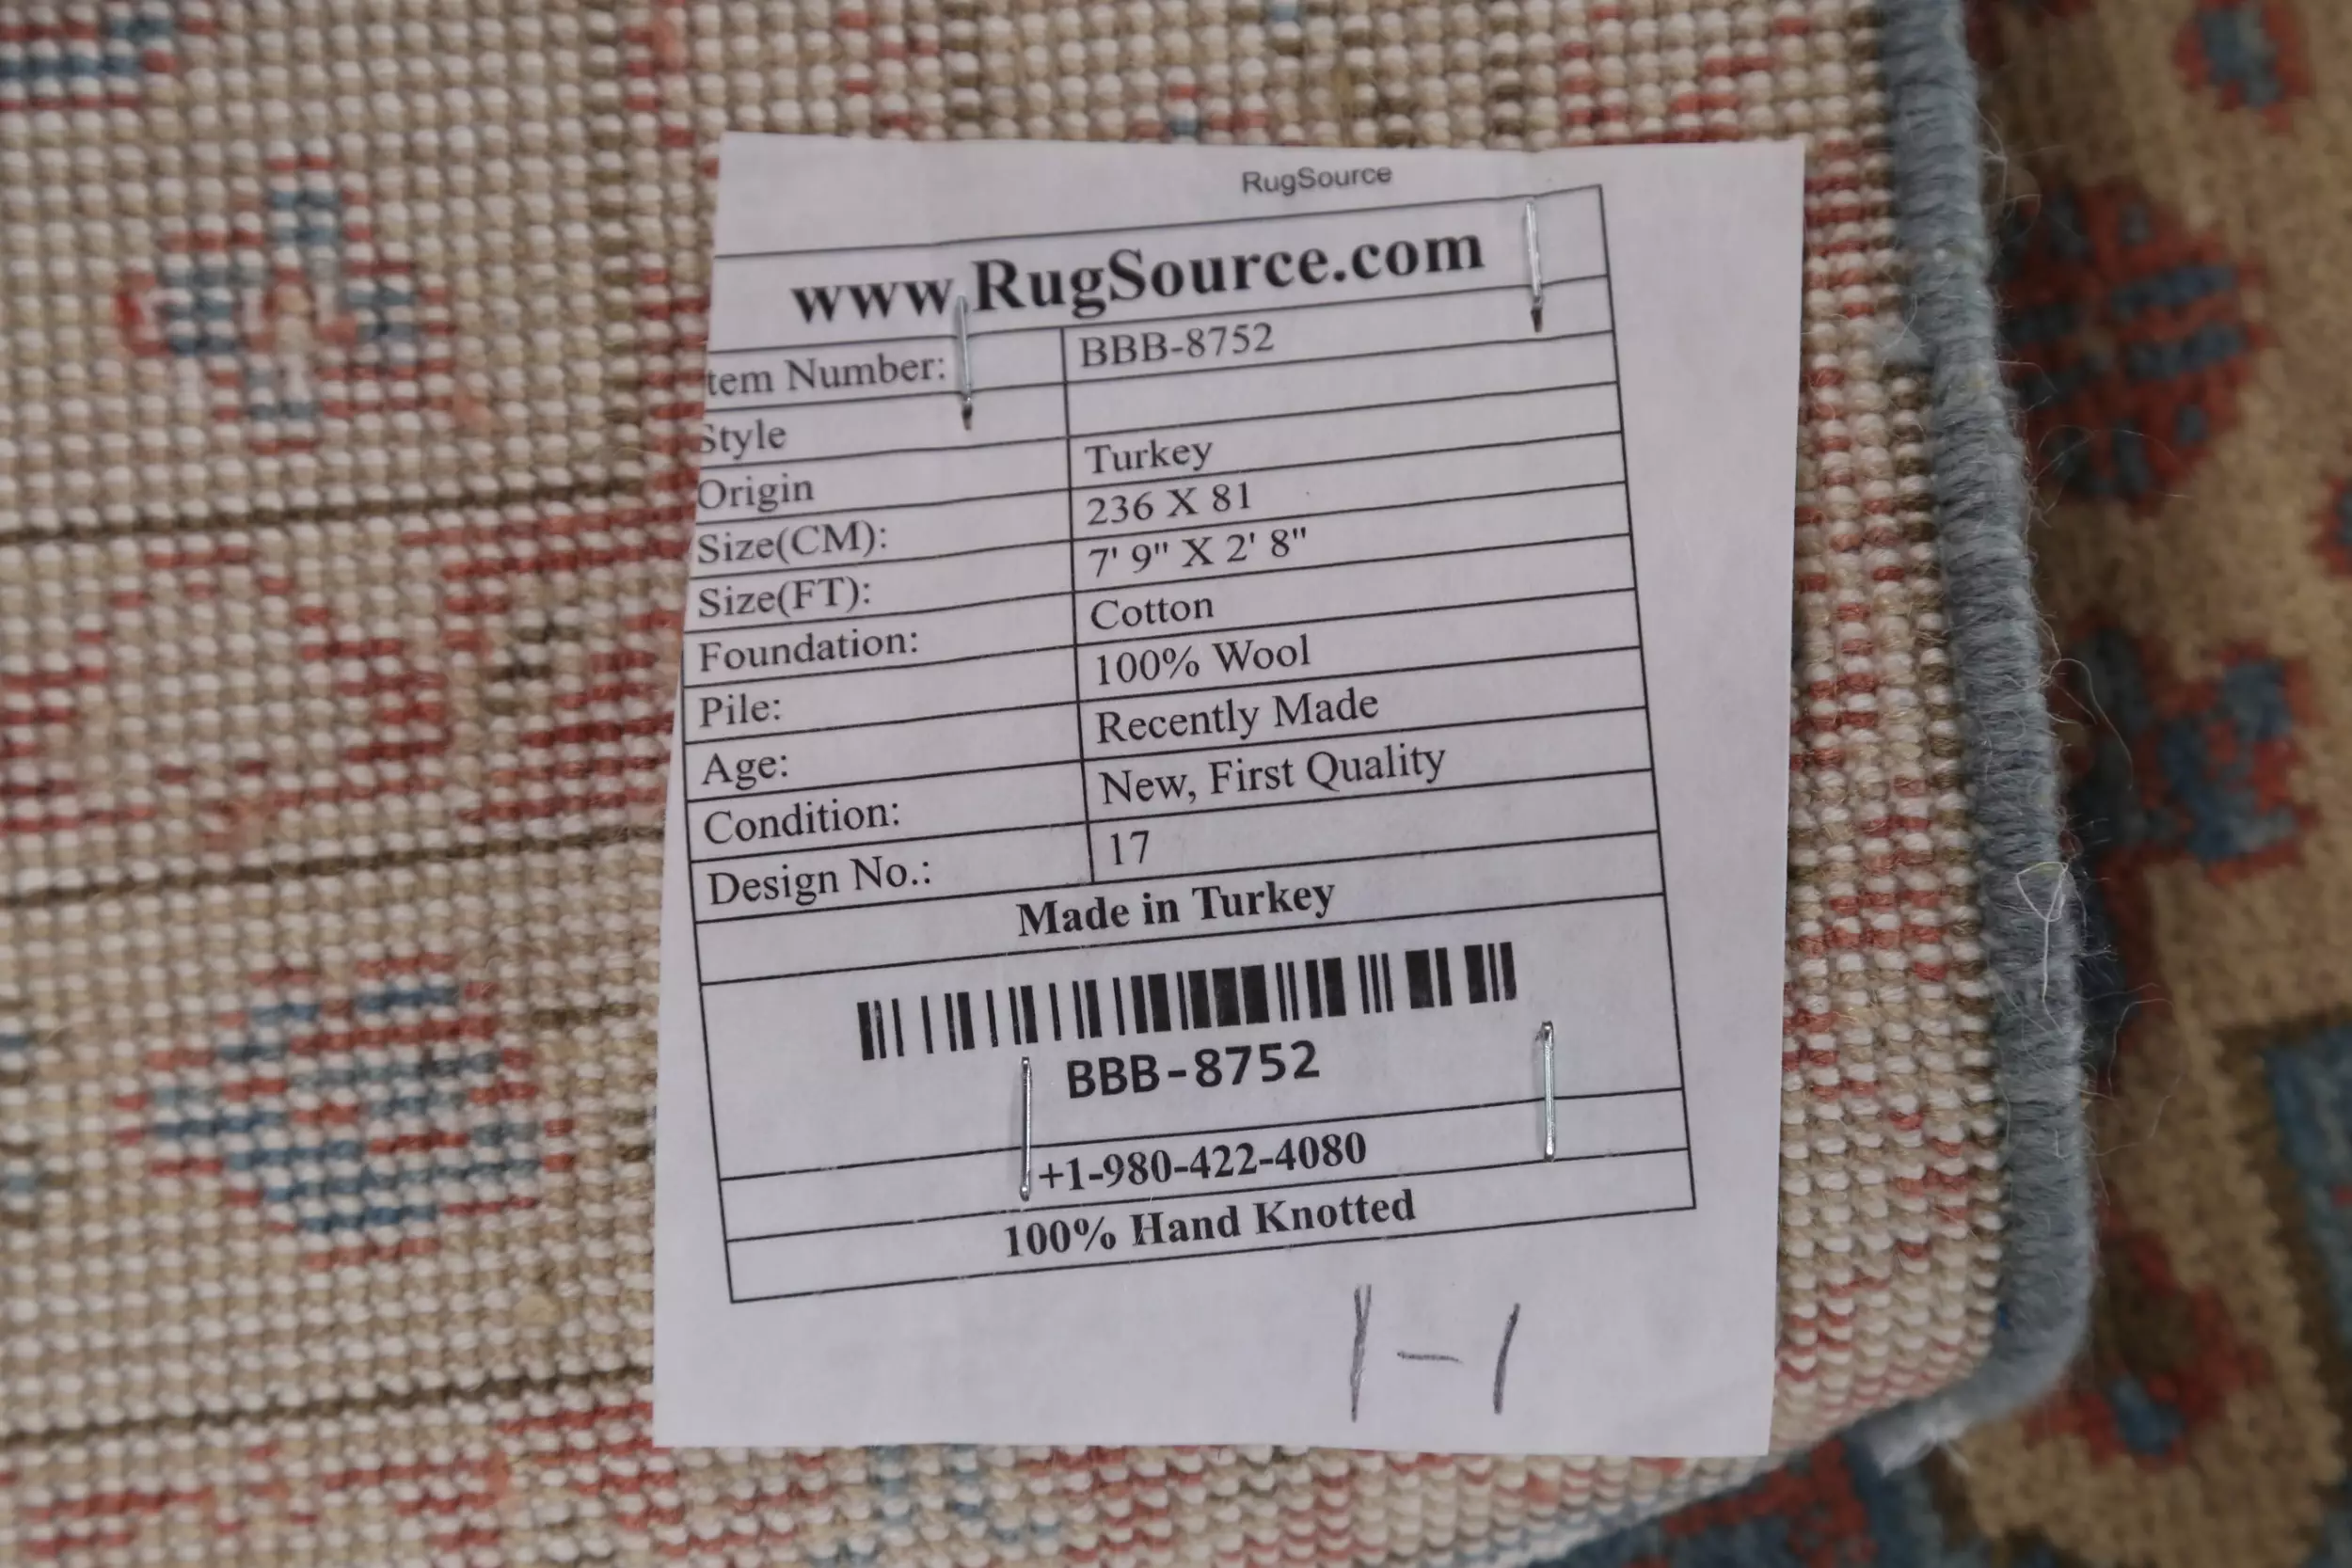 RugSource
www.RugSource.com
tem Number: BBB-8752
Style
Origin Turkey
Size(CM): 236 X 81
Size(FT): 7' 9" X 2' 8"
Foundation: Cotton
Pile: 100% Wool
Age: Recently Made
Condition: New, First Quality
Design No.: 17
Made in Turkey
BBB-8752
+1-980-422-4080
100% Hand Knotted
1-1